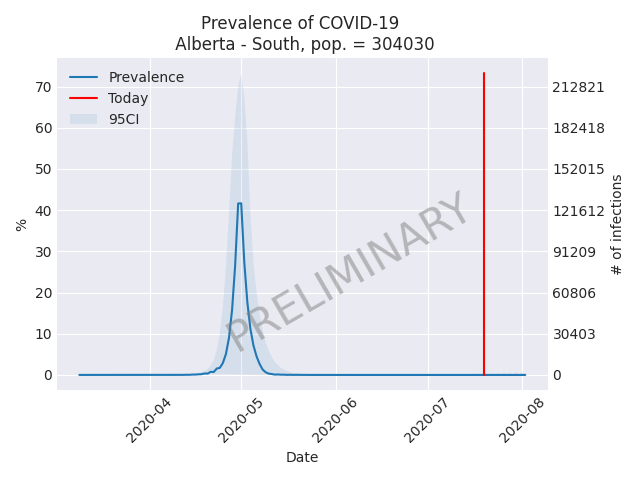 Prevalence of COVID-19
Alberta - South, pop. = 304030
Prevalence
Today
95CI
70
60
50
40
30
20
10
0
%
212821
182418
152015
121612
91209
60806
30403
0
# of infections
PRELIMINARY
2020-04
2020-05
2020-06
2020-07
2020-08
Date